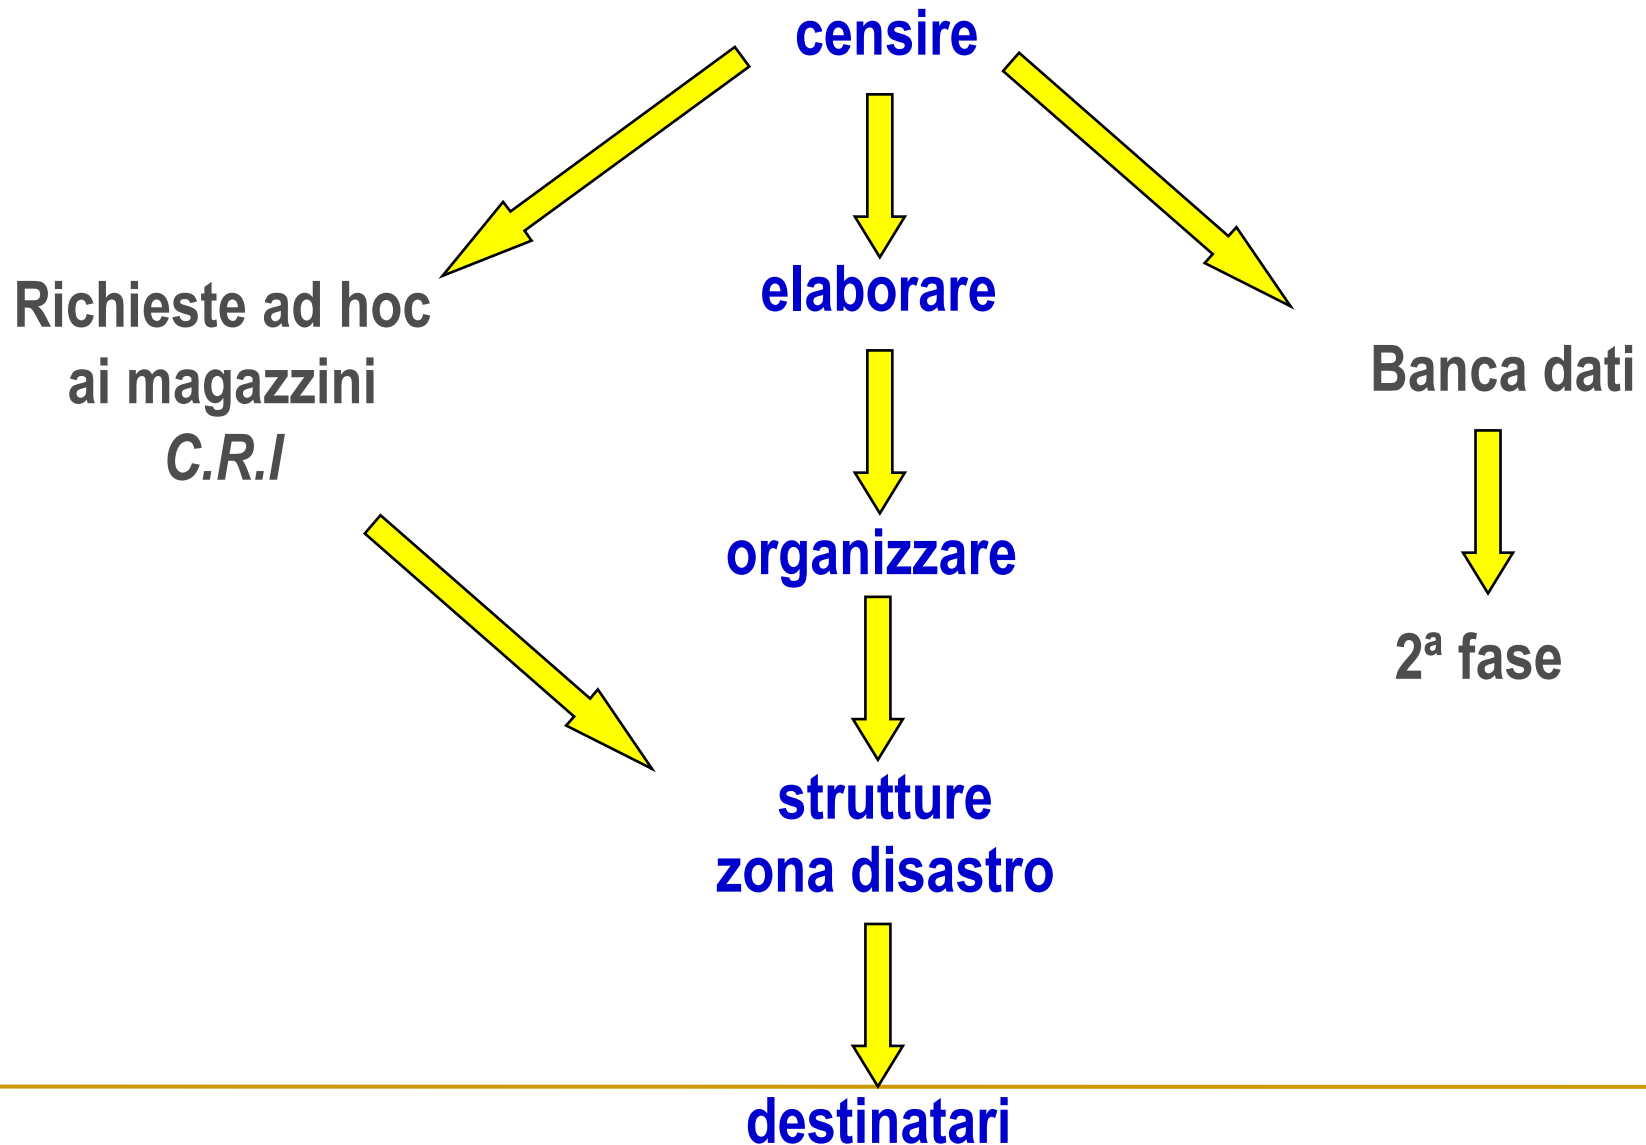 censire
elaborare
Richieste ad hoc
ai magazzini
C.R.I
Banca dati
organizzare
2ª fase
strutture
zona disastro
destinatari